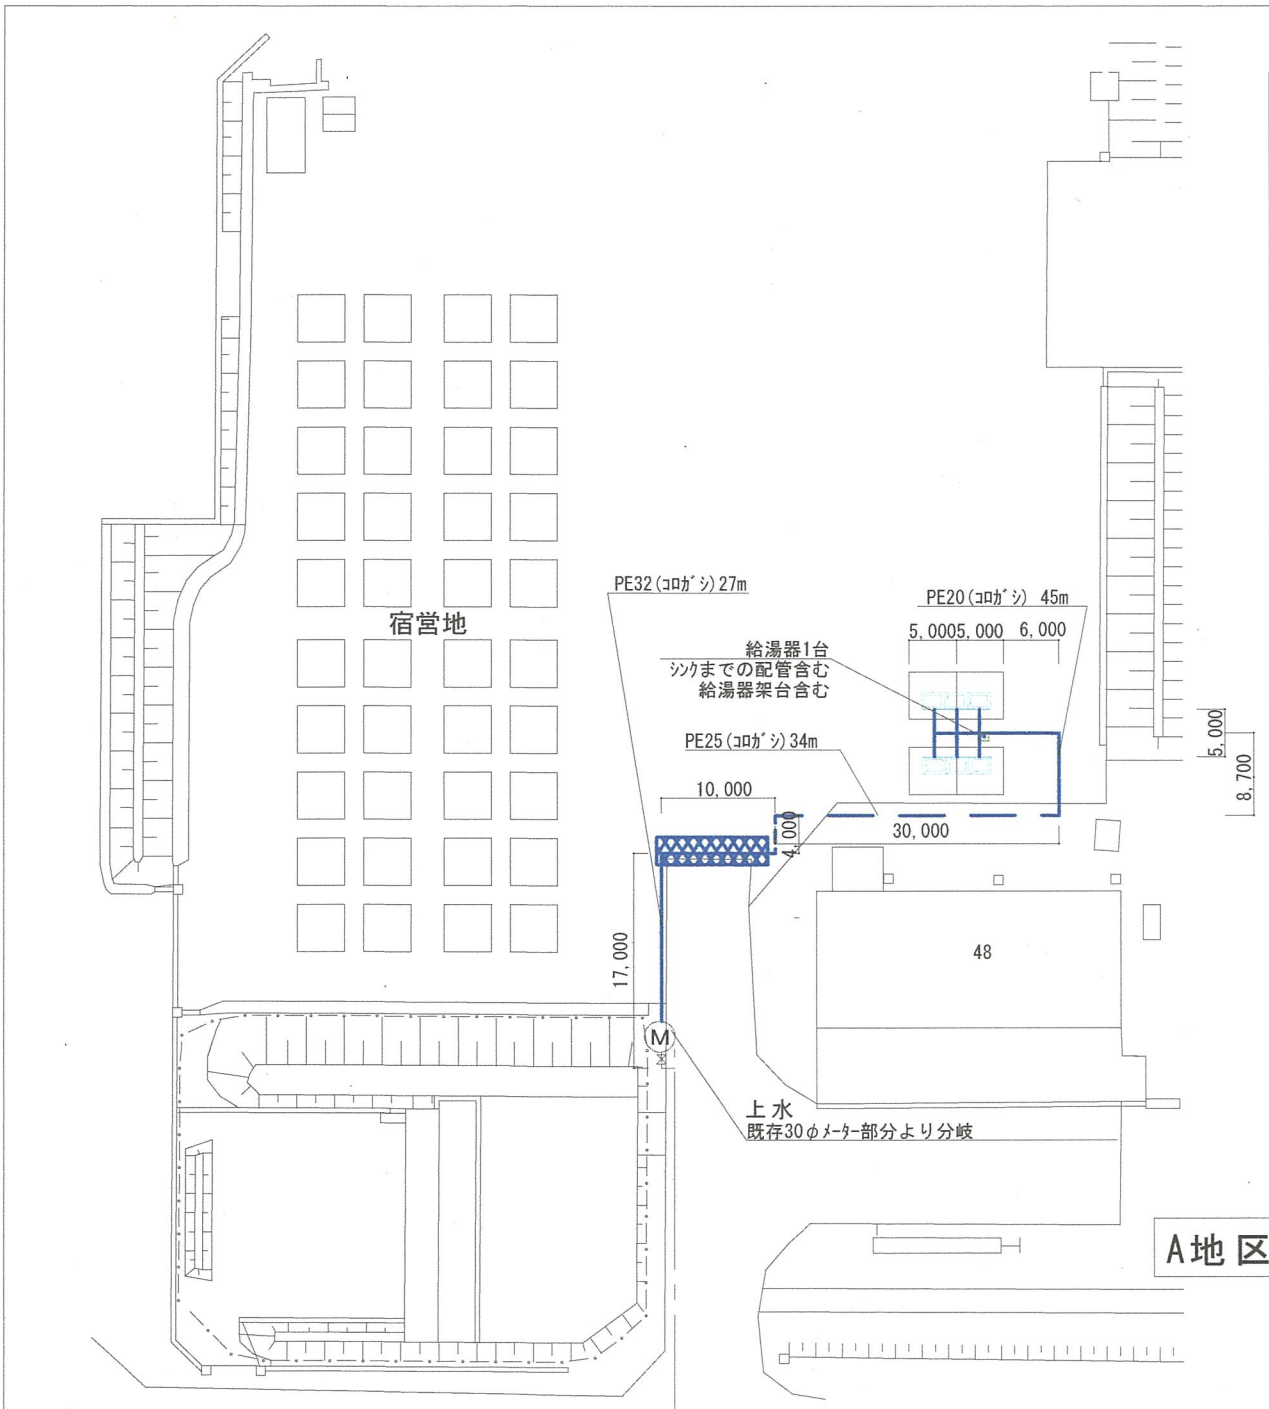 PE32(コロガシ)27m
PE20(コロガシ) 45m
宿営地
5,000
5,000
6,000
給湯器1台
シンクまでの配管含む
給湯器架台含む
5,000
8,700
PE25(コロガシ)34m
10,000
4,000
30,000
17,000
48
M
上水
既存30φメーター部分より分岐
A地区